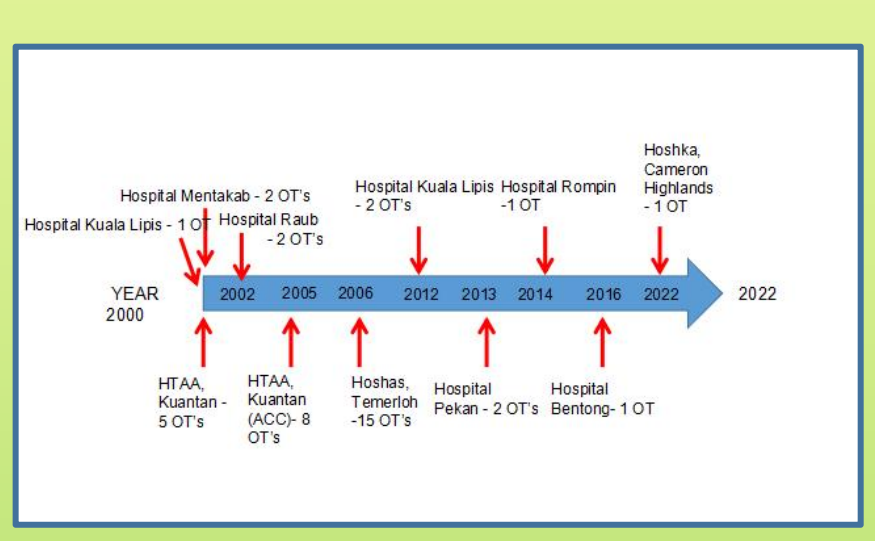 Hospital Mentakab - 2 OT's
Hospital Kuala Lipis - 1 OT
Hospital Raub
- 2 OT's
Hospital Kuala Lipis
- 2 OT's
Hospital Rompin
-1 OT
Hoshka,
Cameron
Highlands
- 1 OT
YEAR
2000
2002 2005 2006 2012 2013 2014 2016 2022
2022
HTAA,
Kuantan -
5 OT's
HTAA,
Kuantan
(ACC)- 8
OT's
Hoshas,
Temerloh
-15 OT's
Hospital
Pekan - 2 OT's
Hospital
Bentong- 1 OT